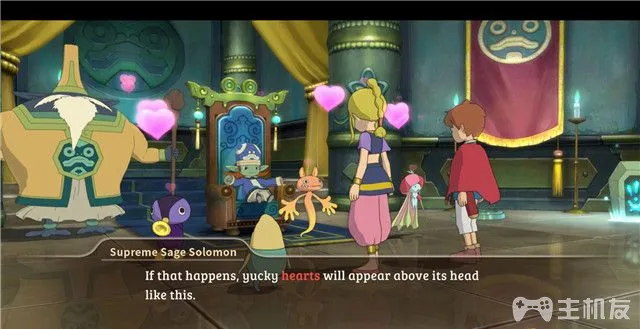 Supreme Sage Solomon
If that happens, yucky hearts will appear above its head
like this.
主机友